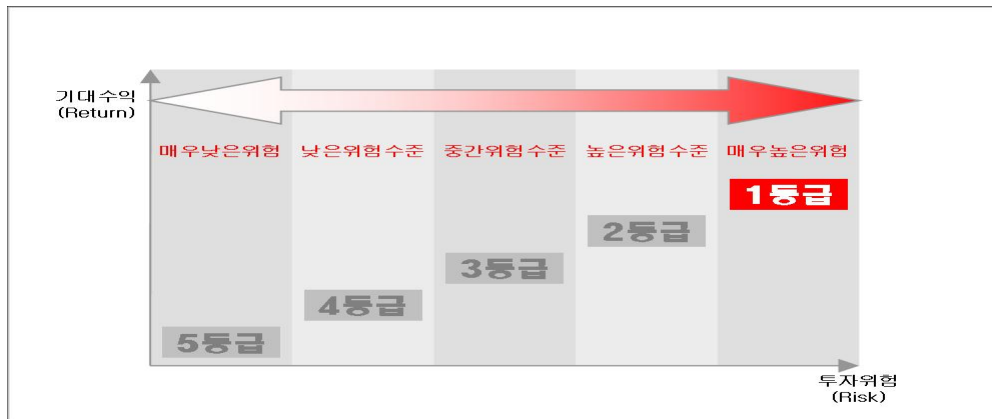 기대수익
(Return)
매우낮은위험 낮은위험수준 중간위험수준 높은위험수준 매우높은위험
1등급
2등급
3등급
4등급
5등급
투자위험
(Risk)